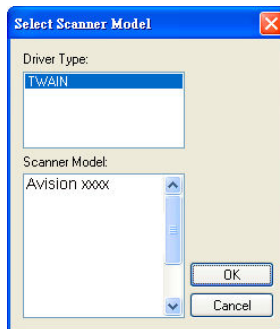 Select Scanner Model
Driver Type:
TWAIN
Scanner Model:
Avision xxxx
OK
Cancel